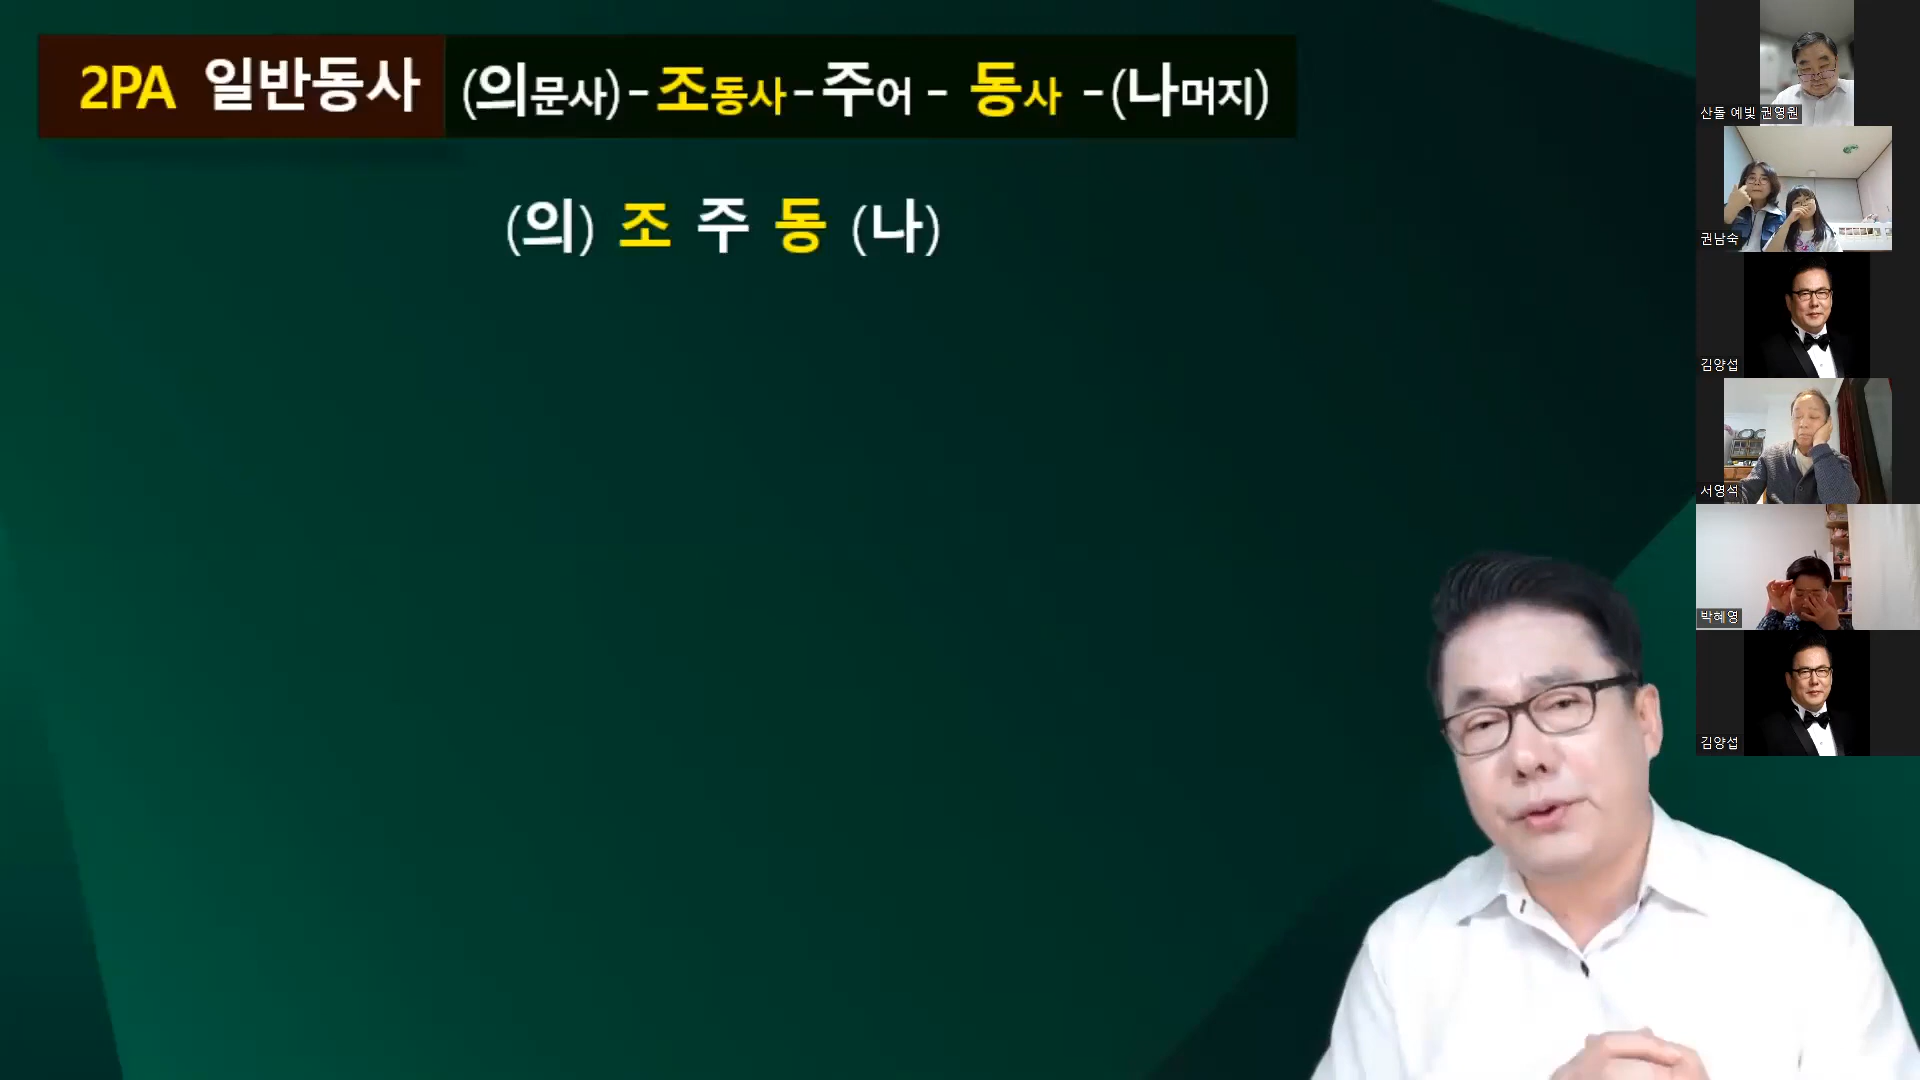 2PA 일반동사 (의문사)-조동사-주어 - 동사 -(나머지)
(의) 조 주 동 (나)
산돌 예빛 권영원
권남숙
김양섭
서영석
박혜영
김양섭